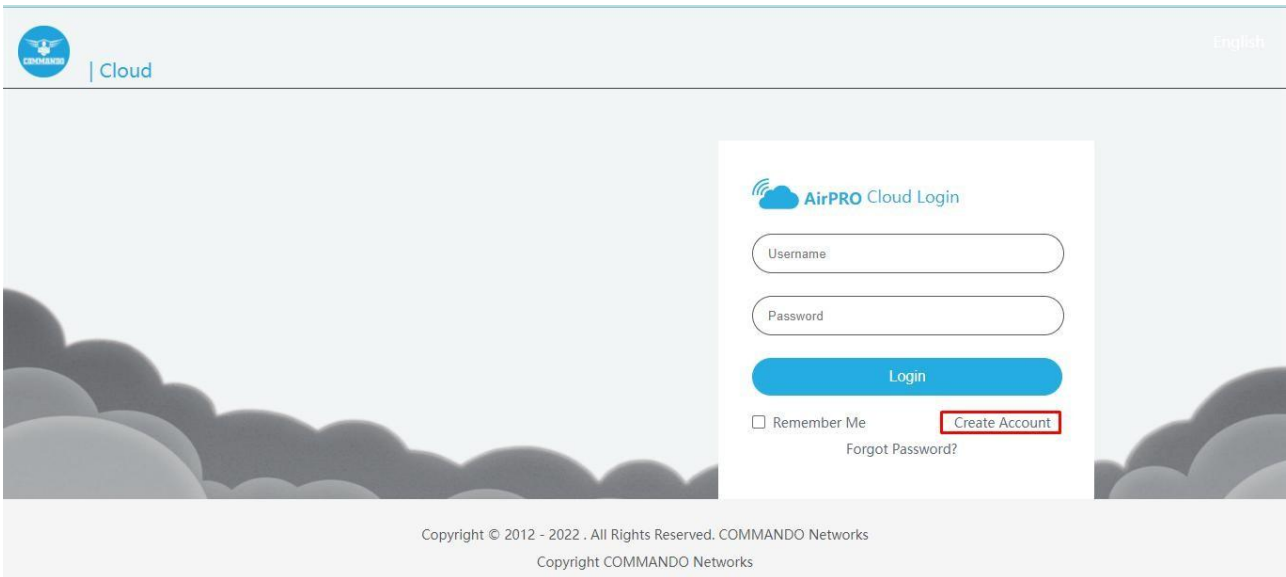 English
COMMANDO
| Cloud
AirPRO Cloud Login
Username
Password
Login
Remember Me
Create Account
Forgot Password?
Copyright © 2012 - 2022 . All Rights Reserved. COMMANDO Networks
Copyright COMMANDO Networks